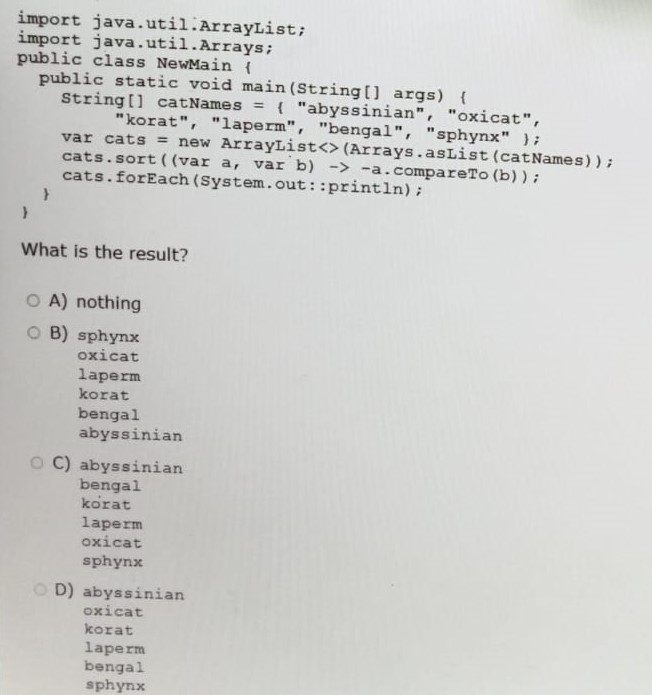 import java.util.ArrayList;
import java.util.Arrays;
public class NewMain {
public static void main(String[] args) {
String[] catNames = { "abyssinian", "oxicat",
"korat", "laperm", "bengal", "sphynx" };
var cats = new ArrayList<>(Arrays.asList(catNames));
cats.sort((var a, var b) -> -a.compareTo(b));
cats.forEach(System.out::println);
}
}
What is the result?
A) nothing
B) sphynx
oxicat
laperm
korat
bengal
abyssinian
C) abyssinian
bengal
korat
laperm
oxicat
sphynx
D) abyssinian
oxicat
korat
laperm
bengal
sphynx